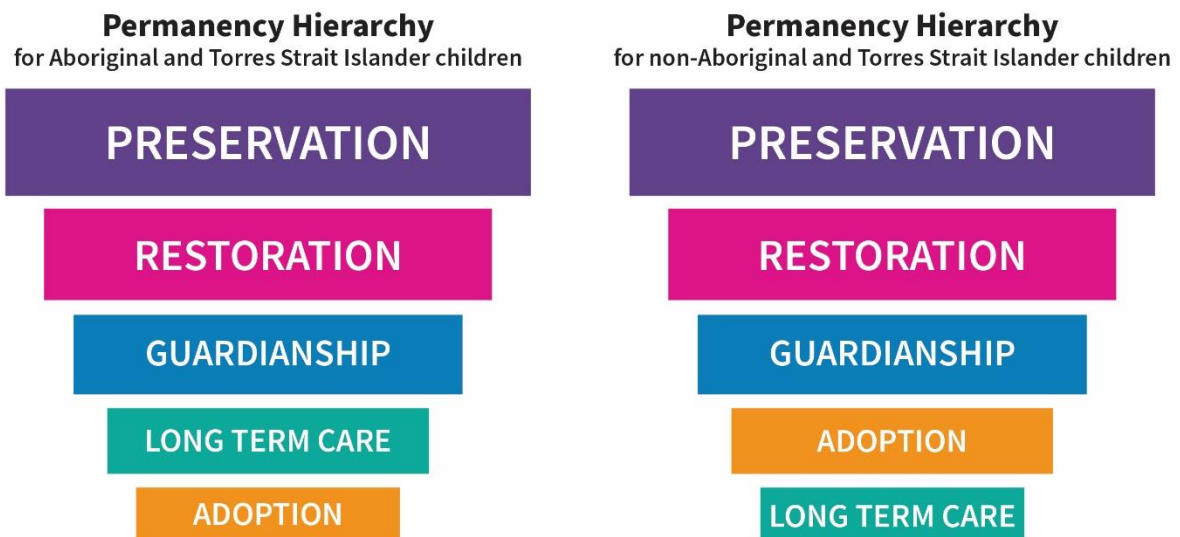 Permanency Hierarchy
for Aboriginal and Torres Strait Islander children
PRESERVATION
RESTORATION
GUARDIANSHIP
LONG TERM CARE
ADOPTION
Permanency Hierarchy
for non-Aboriginal and Torres Strait Islander children
PRESERVATION
RESTORATION
GUARDIANSHIP
ADOPTION
LONG TERM CARE